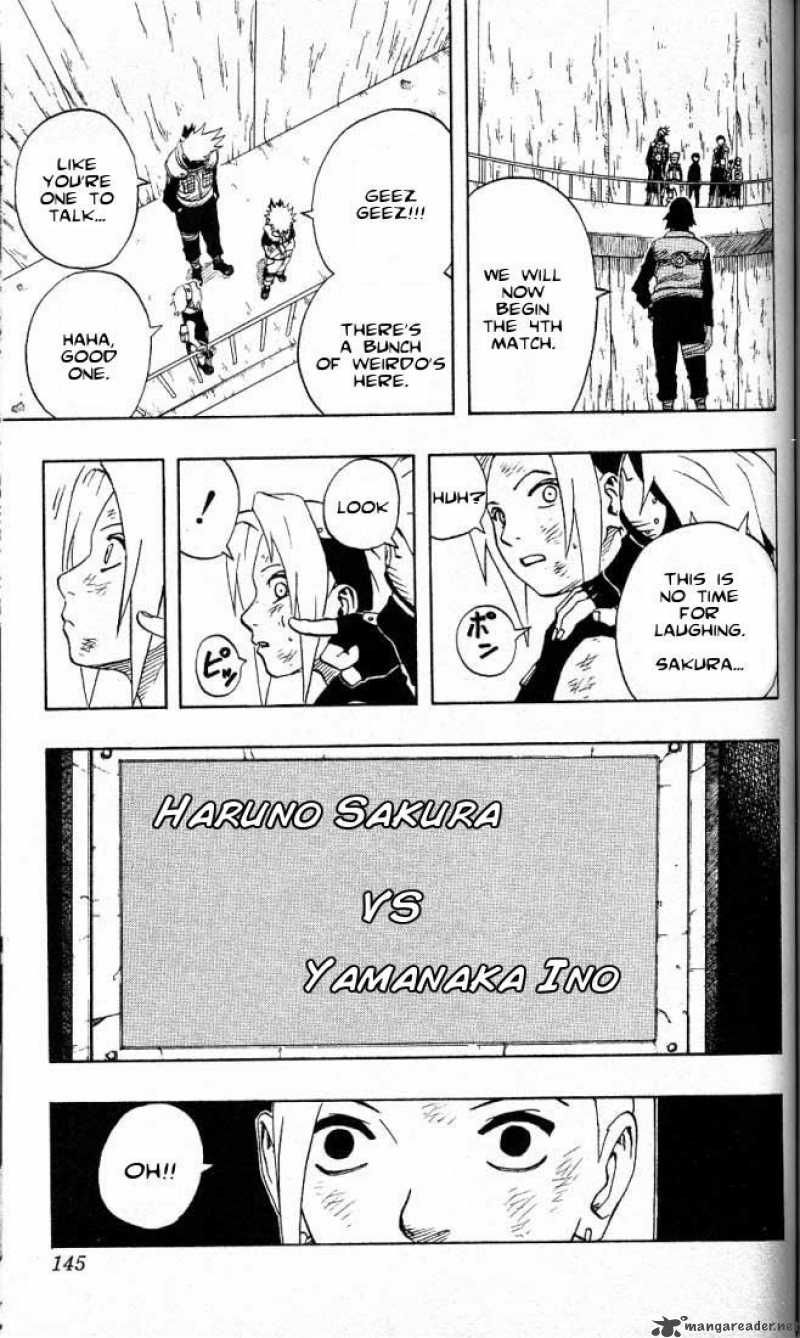 WE WILL
NOW
BEGIN
THE 4TH
MATCH.
GEEZ
GEEZ!!!
THERE'S
A BUNCH
OF WEIRDO'S
HERE.
LIKE
YOU'RE
ONE TO
TALK...
HAHA,
GOOD
ONE.
THIS IS
NO TIME
FOR
LAUGHING.
SAKURA...
HUH?
ポン
LOOK
!
ピッ
HARUNO SAKURA
VS
YAMANAKA INO
OH!!
145
mangareader.net